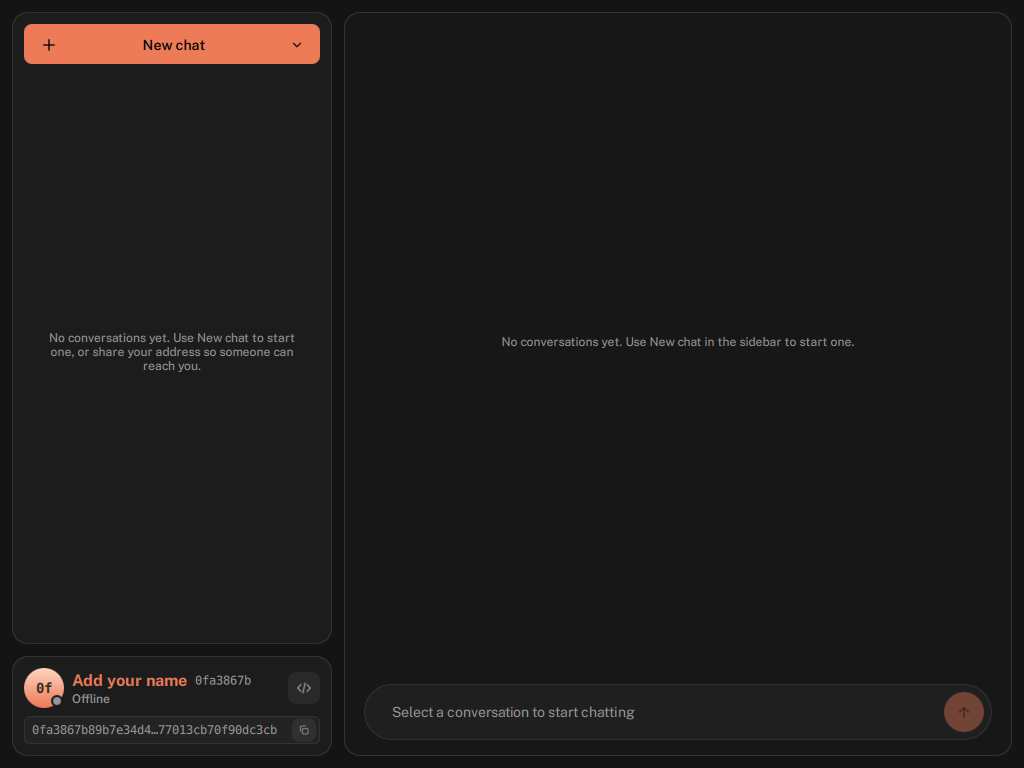 New chat
No conversations yet. Use New chat to start
one, or share your address so someone can
reach you.
0f
Add your name 0fa3867b
Offline
0fa3867b89b7e34d4…77013cb70f90dc3cb
No conversations yet. Use New chat in the sidebar to start one.
Select a conversation to start chatting